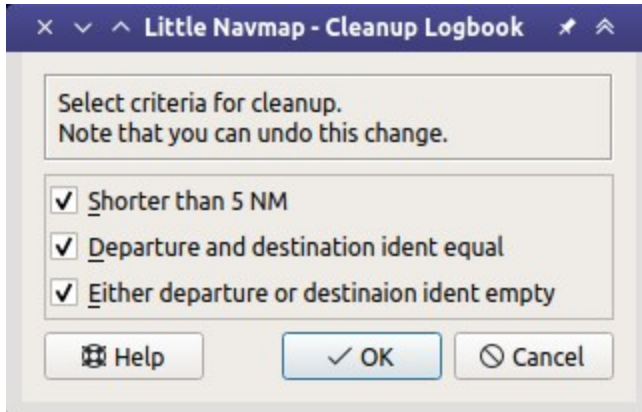 Little Navmap - Cleanup Logbook
Select criteria for cleanup.
Note that you can undo this change.
Shorter than 5 NM
Departure and destination ident equal
Either departure or destinaion ident empty
Help
OK
Cancel